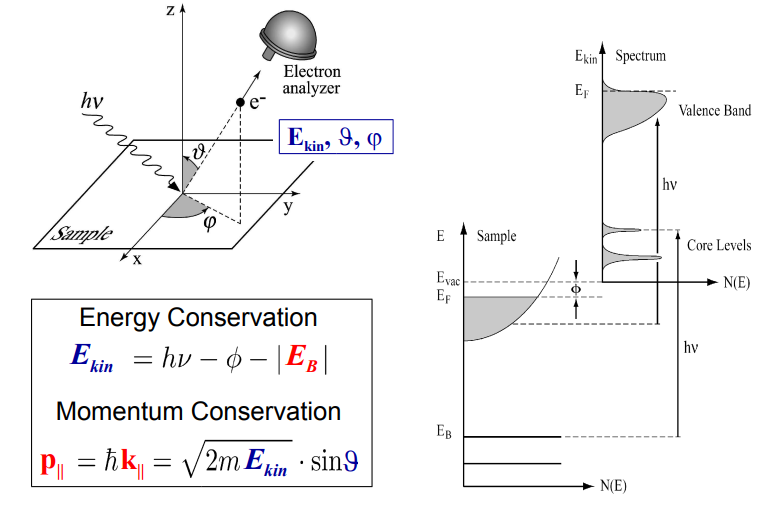 z
Electron
analyzer
hν
e-
E_kin, ϑ, φ
ϑ
y
φ
Sample
x
Energy Conservation
E_kin = hν − ϕ − |E_B|
Momentum Conservation
p_∥ = ℏk_∥ = √(2mE_kin) · sinϑ
E_kin Spectrum
E_F
Valence Band
hν
Core Levels
N(E)
E Sample
E_vac
E_F
ϕ
hν
E_B
N(E)